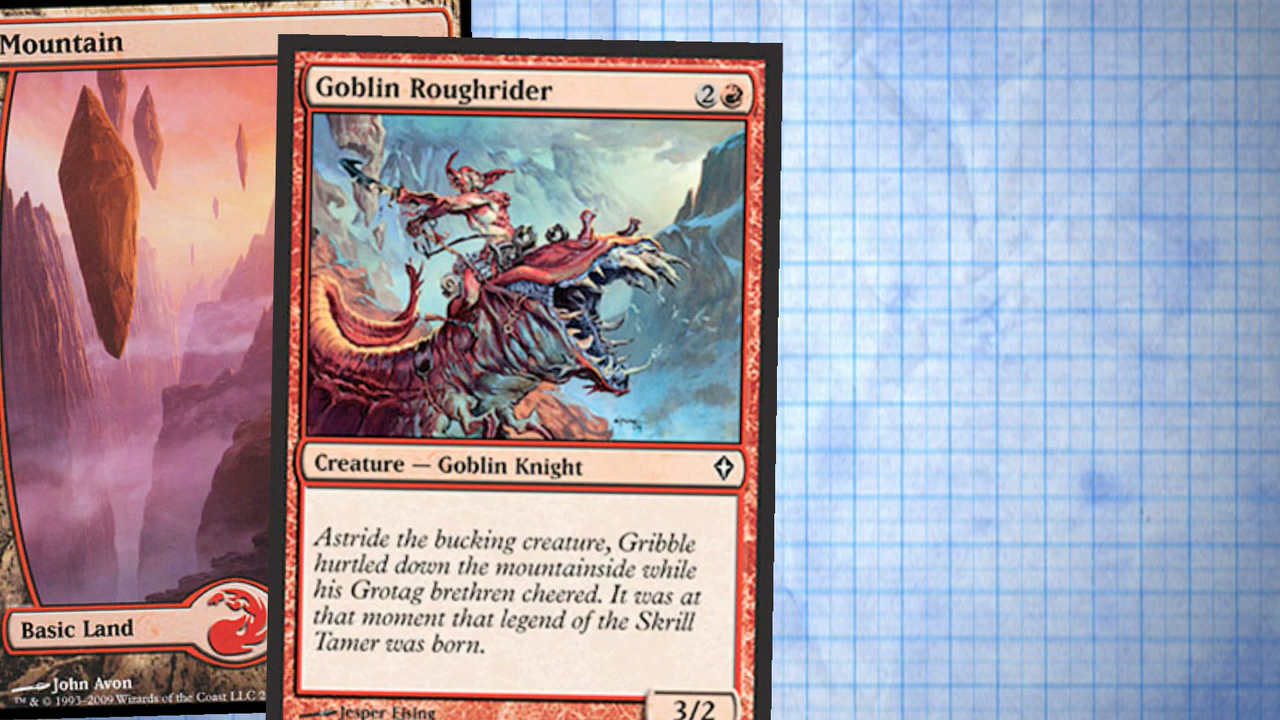 Mountain
Basic Land
John Avon
™ & © 1993–2009 Wizards of the Coast LLC 2
Goblin Roughrider
2
Creature — Goblin Knight
Astride the bucking creature, Gribble
hurtled down the mountainside while
his Grotag brethren cheered. It was at
that moment that legend of the Skrill
Tamer was born.
Jesper Ejsing
3/2